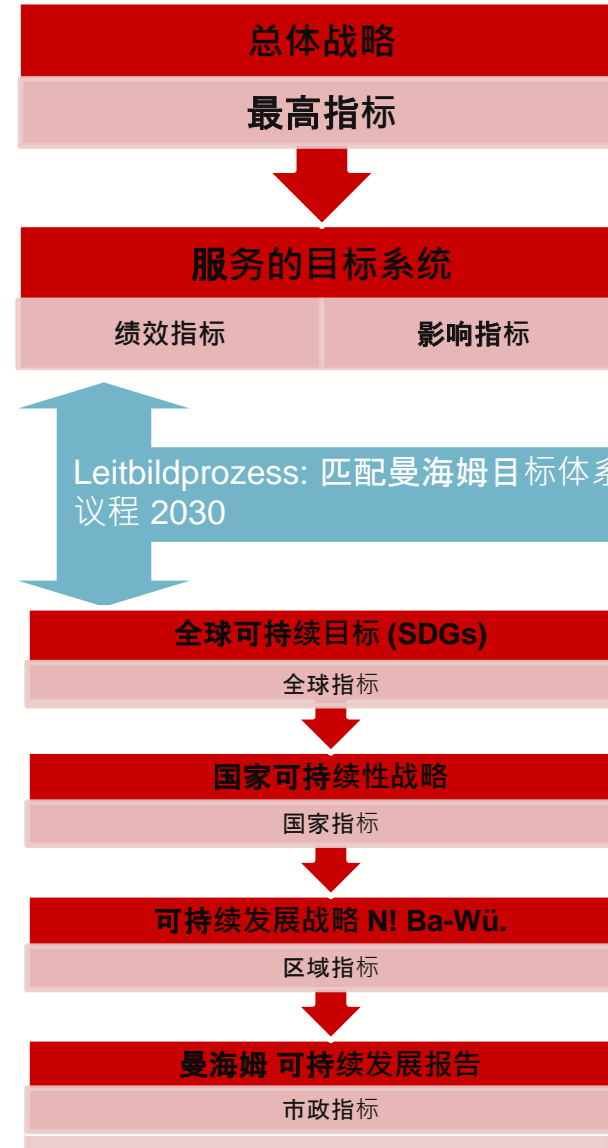 总体战略
最高指标
服务的目标系统
绩效指标 影响指标
Leitbildprozess: 匹配曼海姆目标体系
议程 2030
全球可持续目标 (SDGs)
全球指标
国家可持续性战略
国家指标
可持续发展战略 N! Ba-Wü.
区域指标
曼海姆 可持续发展报告
市政指标